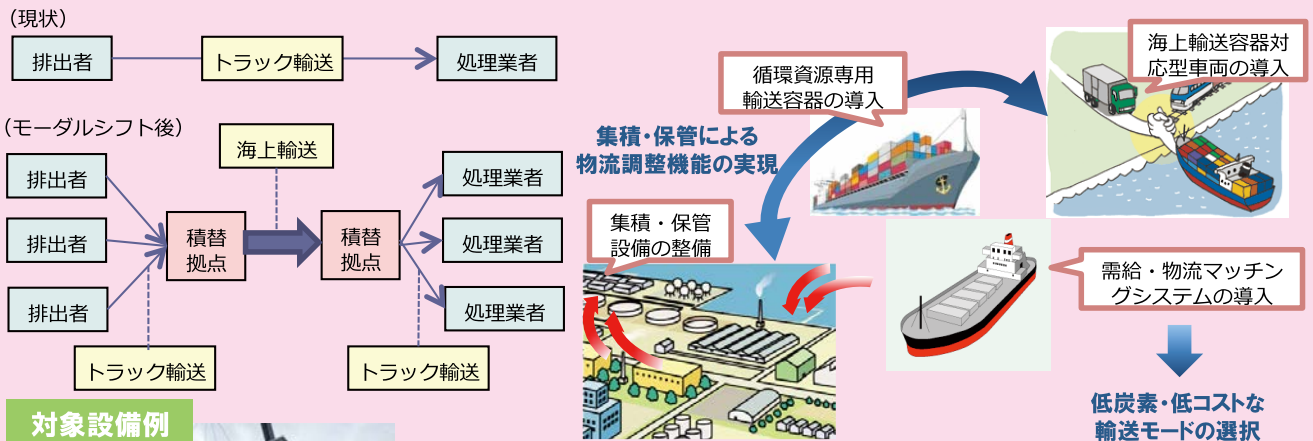 （現状）
排出者
トラック輸送
処理業者
（モーダルシフト後）
海上輸送
排出者
排出者
排出者
積替
拠点
積替
拠点
処理業者
処理業者
処理業者
トラック輸送
トラック輸送
対象設備例
循環資源専用
輸送容器の導入
海上輸送容器対
応型車両の導入
集積・保管による
物流調整機能の実現
集積・保管
設備の整備
需給・物流マッチン
グシステムの導入
低炭素・低コストな
輸送モードの選択